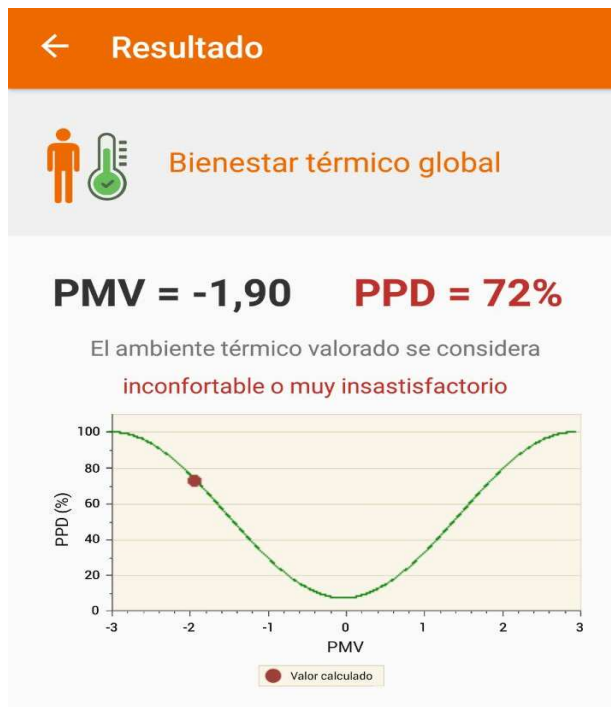 Resultado
Bienestar térmico global
PMV = -1,90 PPD = 72%
El ambiente térmico valorado se considera
inconfortable o muy insastisfactorio
100
80
60
40
20
0
PPD (%)
-3 -2 -1 0 1 2 3
PMV
Valor calculado